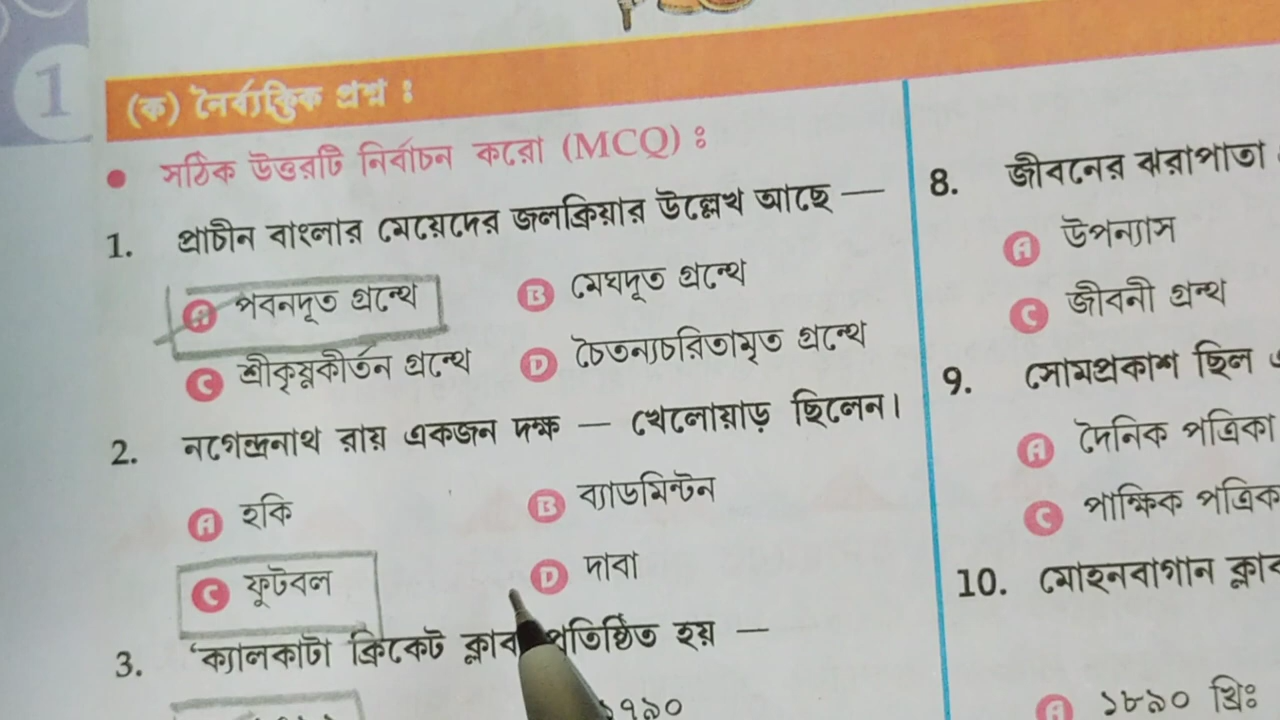 1
(ক) নৈর্ব্যক্তিক প্রশ্ন :
● সঠিক উত্তরটি নির্বাচন করো (MCQ) :
1. প্রাচীন বাংলার মেয়েদের জলক্রিয়ার উল্লেখ আছে —
A পবনদূত গ্রন্থে B মেঘদূত গ্রন্থে
C শ্রীকৃষ্ণকীর্তন গ্রন্থে D চৈতন্যচরিতামৃত গ্রন্থে
2. নগেন্দ্রনাথ রায় একজন দক্ষ — খেলোয়াড় ছিলেন।
A হকি B ব্যাডমিন্টন
C ফুটবল D দাবা
3. 'ক্যালকাটা ক্রিকেট ক্লাব প্রতিষ্ঠিত হয় —
১৭৯০
8. জীবনের ঝরাপাতা
A উপন্যাস
C জীবনী গ্রন্থ
9. সোমপ্রকাশ ছিল
A দৈনিক পত্রিকা
C পাক্ষিক পত্রিক
10. মোহনবাগান ক্লাব
A ১৮৯০ খ্রিঃ